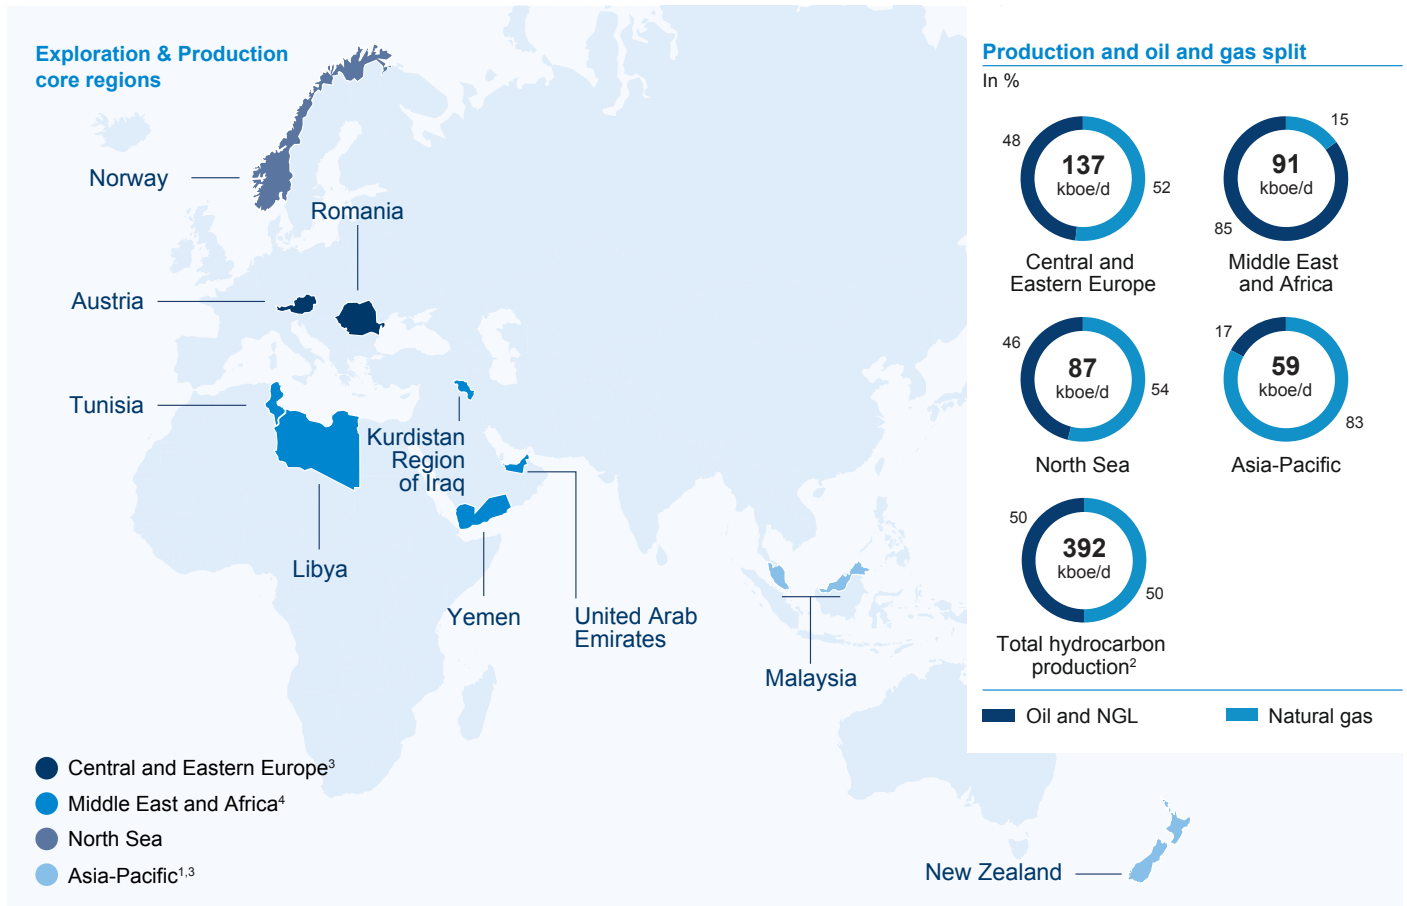 Exploration & Production
core regions
Norway
Romania
Austria
Tunisia
Kurdistan
Region
of Iraq
Libya
Yemen
United Arab
Emirates
Malaysia
New Zealand
Central and Eastern Europe3
Middle East and Africa4
North Sea
Asia-Pacific1,3
Production and oil and gas split
In %
48
137
kboe/d
52
Central and
Eastern Europe
15
91
kboe/d
85
Middle East
and Africa
46
87
kboe/d
54
North Sea
17
59
kboe/d
83
Asia-Pacific
50
392
kboe/d
50
Total hydrocarbon
production2
Oil and NGL
Natural gas